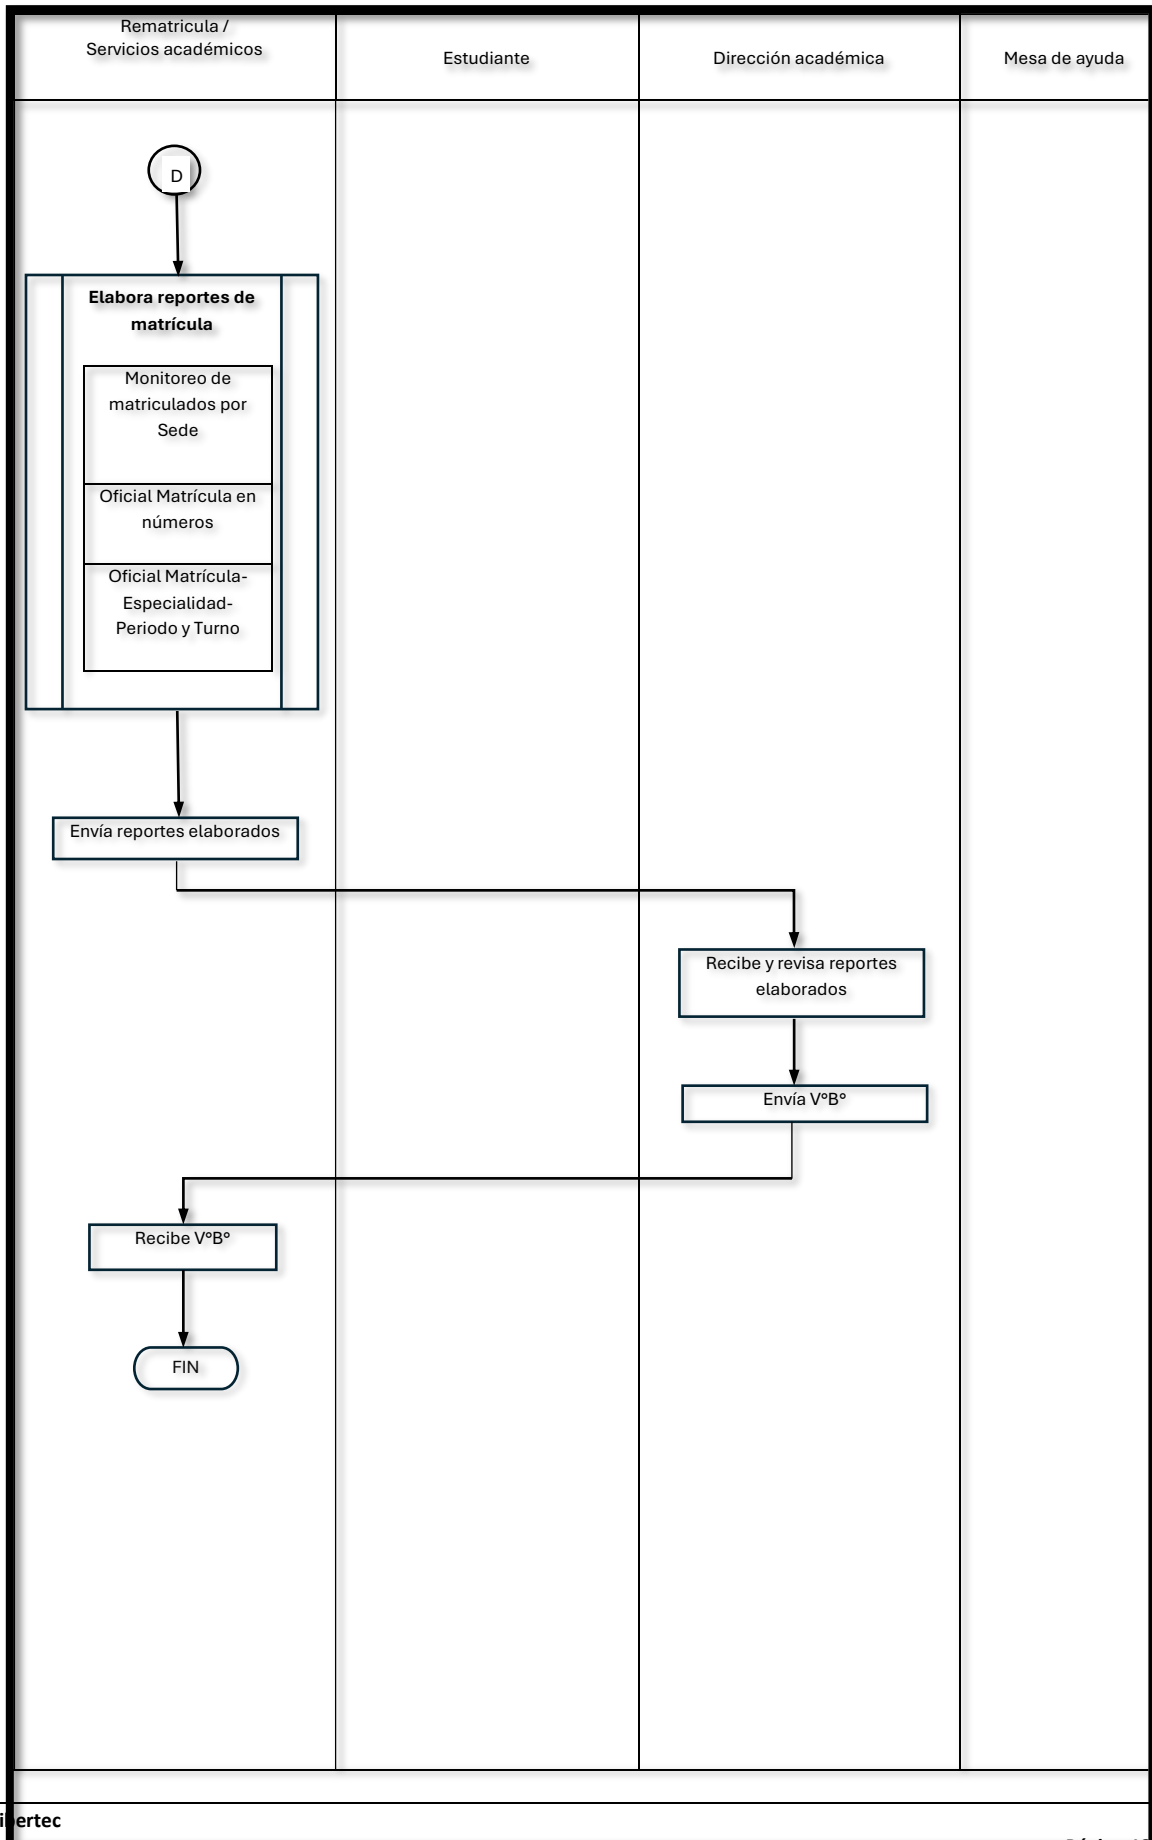 Rematricula /
Servicios académicos
Estudiante
Dirección académica
Mesa de ayuda
D
Elabora reportes de
matrícula
Monitoreo de
matriculados por
Sede
Oficial Matrícula en
números
Oficial Matrícula-
Especialidad-
Periodo y Turno
Envía reportes elaborados
Recibe y revisa reportes
elaborados
Envía V°B°
Recibe V°B°
FIN
ibertec